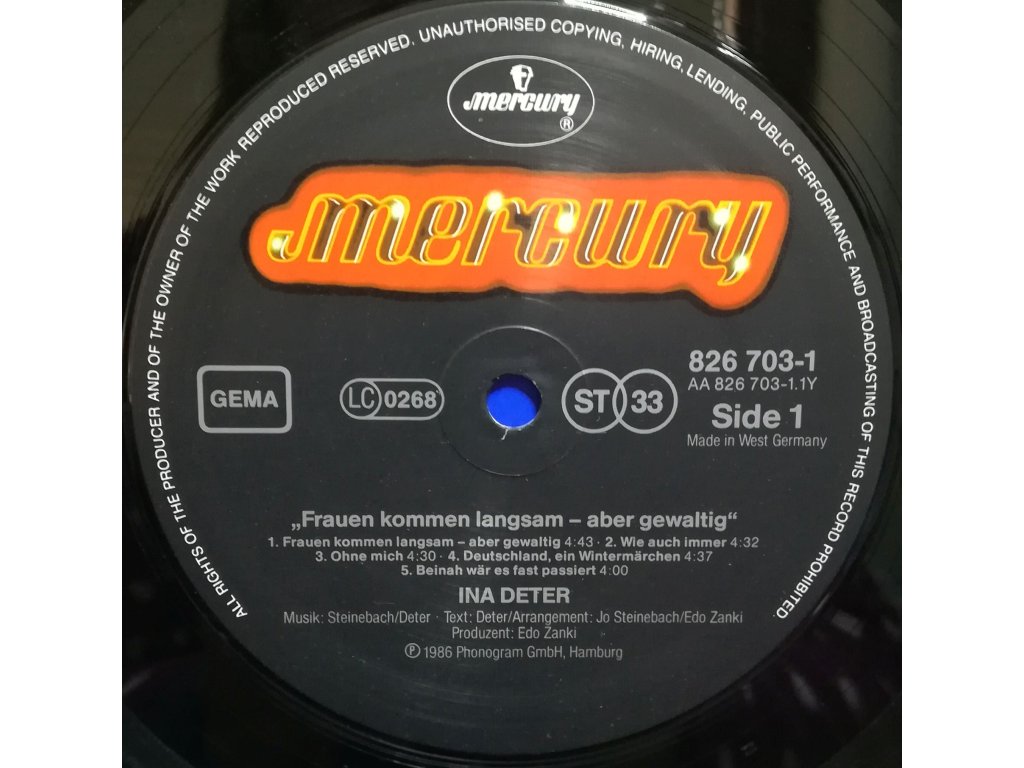 ALL RIGHTS OF THE PRODUCER AND OF THE OWNER OF THE WORK REPRODUCED RESERVED. UNAUTHORISED COPYING, HIRING, LENDING, PUBLIC PERFORMANCE AND BROADCASTING OF THIS RECORD PROHIBITED.
mercury
®
mercury
GEMA
LC 0268
ST 33
826 703-1
AA 826 703-1.1Y
Side 1
Made in West Germany
„Frauen kommen langsam – aber gewaltig“
1. Frauen kommen langsam – aber gewaltig 4:43 · 2. Wie auch immer 4:32
3. Ohne mich 4:30 · 4. Deutschland, ein Wintermärchen 4:37
5. Beinah wär es fast passiert 4:00
INA DETER
Musik: Steinebach/Deter · Text: Deter/Arrangement: Jo Steinebach/Edo Zanki
Produzent: Edo Zanki
℗ 1986 Phonogram GmbH, Hamburg